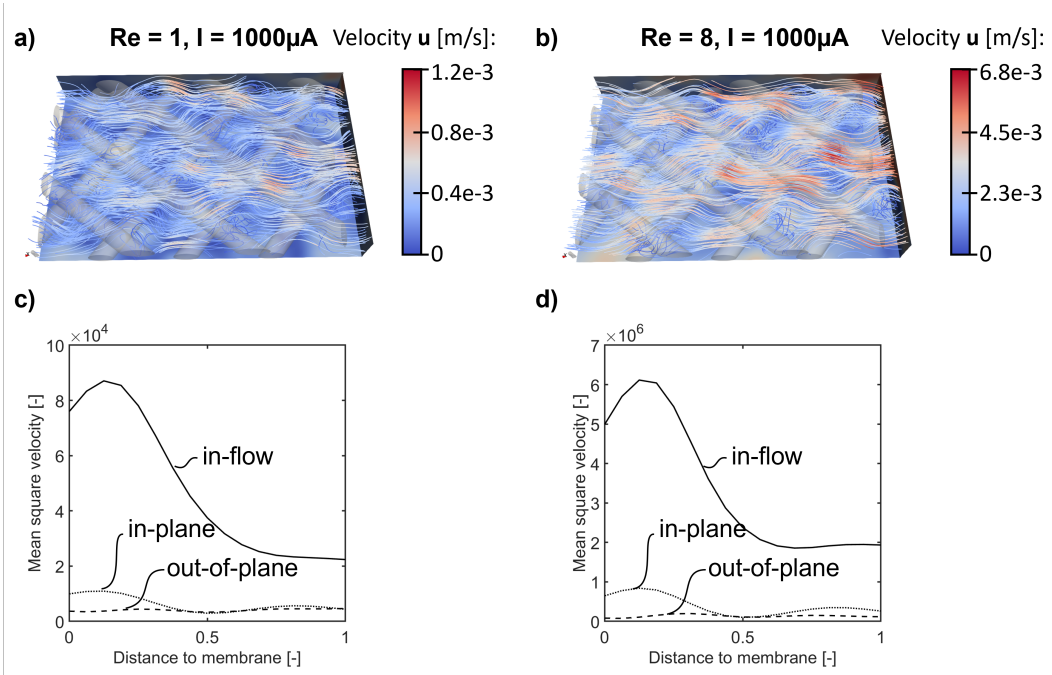 a) Re = 1, I = 1000µA Velocity u [m/s]:
1.2e-3
0.8e-3
0.4e-3
0
b) Re = 8, I = 1000µA Velocity u [m/s]:
6.8e-3
4.5e-3
2.3e-3
0
c)
×10⁴
10
8
6
4
2
0
Mean square velocity [-]
in-flow
in-plane
out-of-plane
0 0.5 1
Distance to membrane [-]
d)
×10⁶
7
6
5
4
3
2
1
0
Mean square velocity [-]
in-flow
in-plane
out-of-plane
0 0.5 1
Distance to membrane [-]